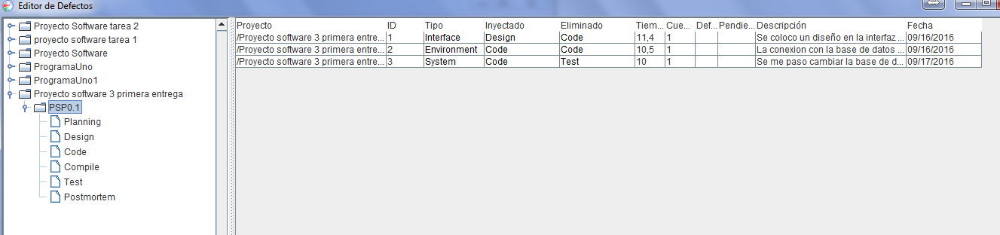 Editor de Defectos
Proyecto Software tarea 2
proyecto software tarea 1
Proyecto Software
ProgramaUno
ProgramaUno1
Proyecto software 3 primera entrega
PSP0.1
Planning
Design
Code
Compile
Test
Postmortem
Proyecto ID Tipo Inyectado Eliminado Tiem... Cue... Def... Pendie... Descripción Fecha
/Proyecto software 3 primera entre... 1 Interface Design Code 11,4 1 Se coloco un diseño en la interfaz ... 09/16/2016
/Proyecto software 3 primera entre... 2 Environment Code Code 10,5 1 La conexion con la base de datos ... 09/16/2016
/Proyecto software 3 primera entre... 3 System Code Test 10 1 Se me paso cambiar la base de d... 09/17/2016